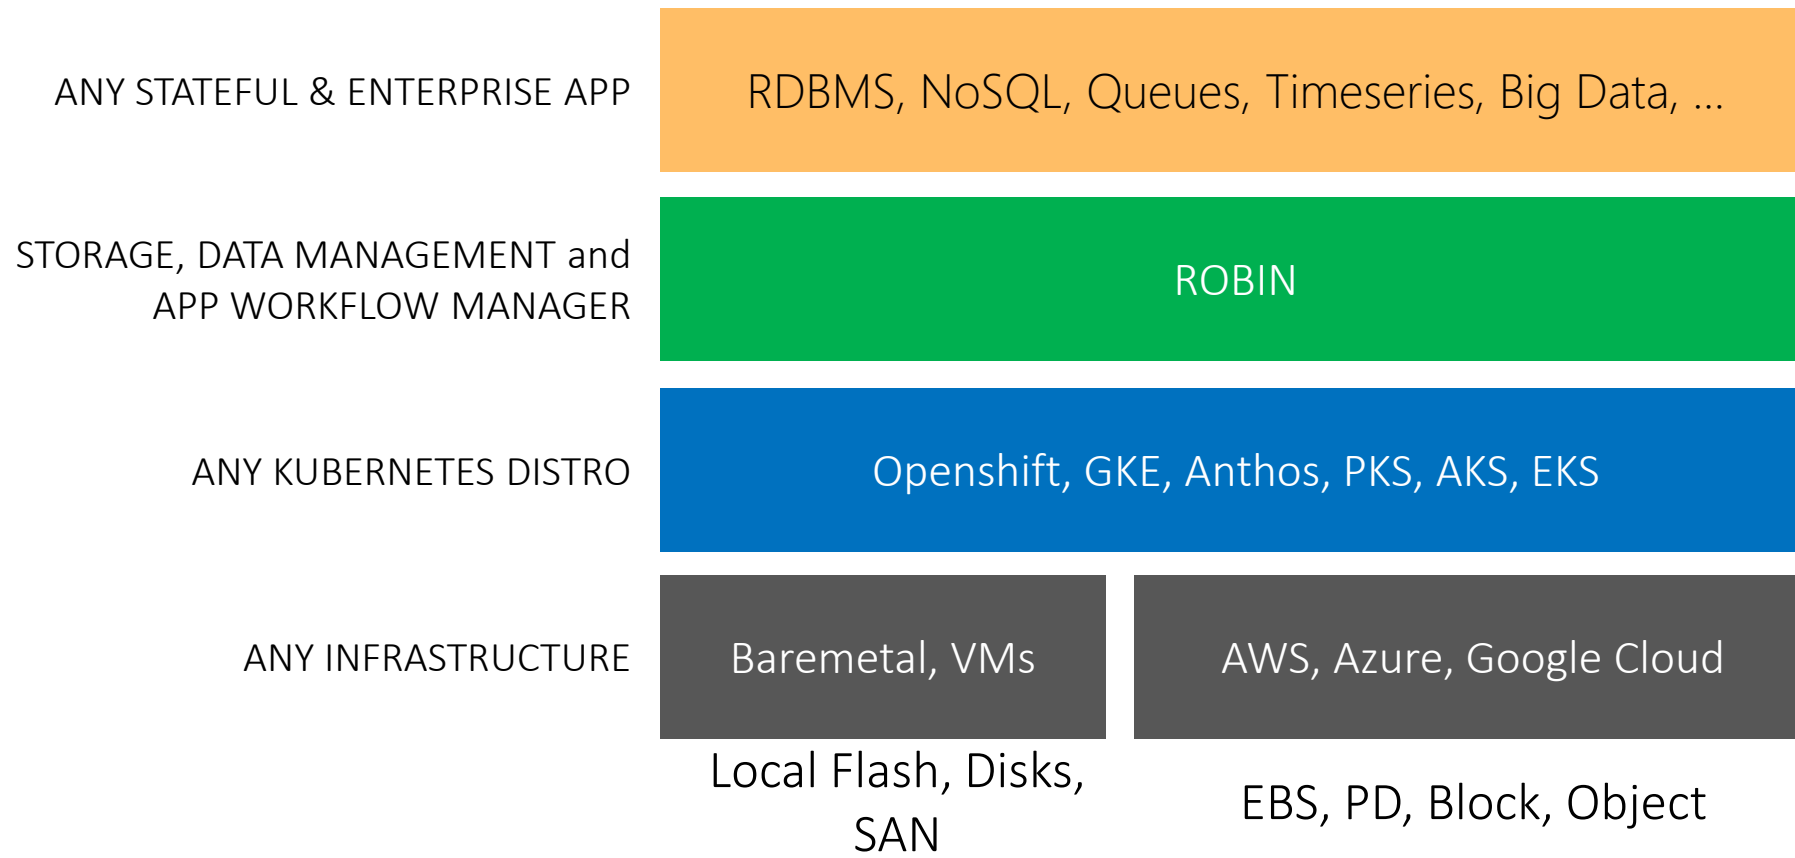 ANY STATEFUL & ENTERPRISE APP
RDBMS, NoSQL, Queues, Timeseries, Big Data, ...
STORAGE, DATA MANAGEMENT and
APP WORKFLOW MANAGER
ROBIN
ANY KUBERNETES DISTRO
Openshift, GKE, Anthos, PKS, AKS, EKS
ANY INFRASTRUCTURE
Baremetal, VMs
AWS, Azure, Google Cloud
Local Flash, Disks,
SAN
EBS, PD, Block, Object